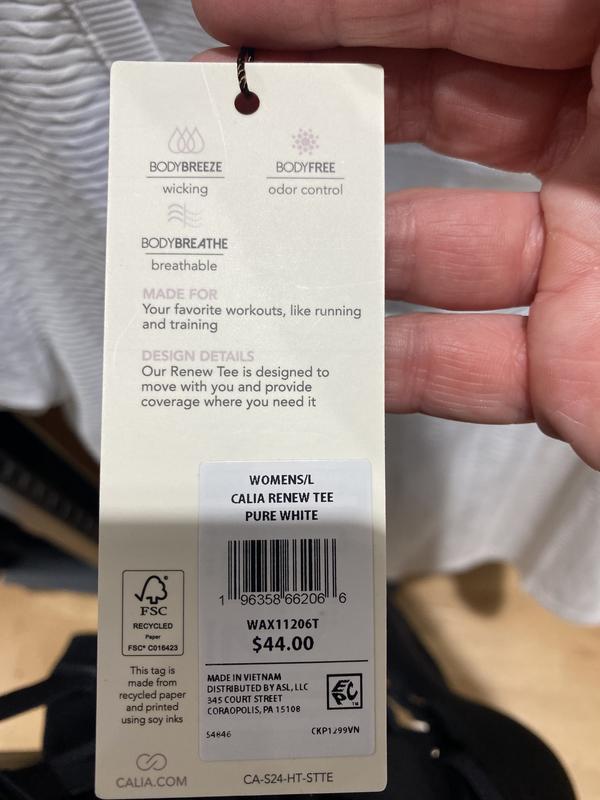 BODYBREEZE
wicking
BODYFREE
odor control
BODYBREATHE
breathable
MADE FOR
Your favorite workouts, like running
and training
DESIGN DETAILS
Our Renew Tee is designed to
move with you and provide
coverage where you need it
WOMENS/L
CALIA RENEW TEE
PURE WHITE
1 96358 66206 6
WAX11206T
$44.00
MADE IN VIETNAM
DISTRIBUTED BY ASL, LLC
345 COURT STREET
CORAOPOLIS, PA 15108
EPC TM
54846 CKP1299VN
FSC
RECYCLED
Paper
FSC® C016423
This tag is
made from
recycled paper
and printed
using soy inks
CALIA.COM
CA-S24-HT-STTE